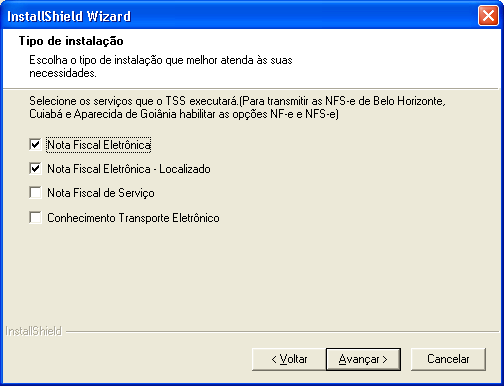 InstallShield Wizard
Tipo de instalação
Escolha o tipo de instalação que melhor atenda às suas
necessidades.
Selecione os serviços que o TSS executará.(Para transmitir as NFS-e de Belo Horizonte,
Cuiabá e Aparecida de Goiânia habilitar as opções NF-e e NFS-e)
Nota Fiscal Eletrônica
Nota Fiscal Eletrônica - Localizado
Nota Fiscal de Serviço
Conhecimento Transporte Eletrônico
InstallShield
< Voltar Avançar > Cancelar